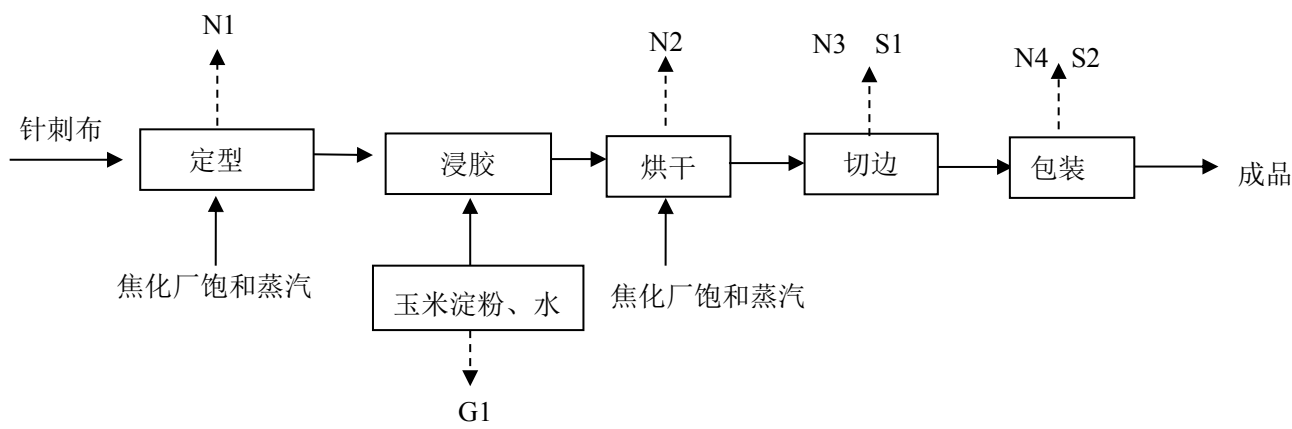 N1
N2
N3 S1
N4 S2
针刺布
定型
浸胶
烘干
切边
包装
成品
焦化厂饱和蒸汽
玉米淀粉、水
焦化厂饱和蒸汽
G1